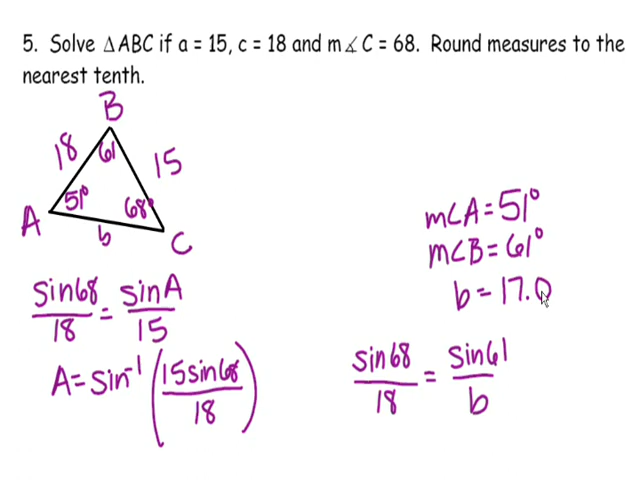 5. Solve △ABC if a = 15, c = 18 and m∡C = 68. Round measures to the
nearest tenth.
B
18 61 15
51° 68°
A b C
m∠A = 51°
m∠B = 61°
b = 17.0
sin68/18 = sinA/15
A = sin⁻¹(15sin68/18)
sin68/18 = sin61/b